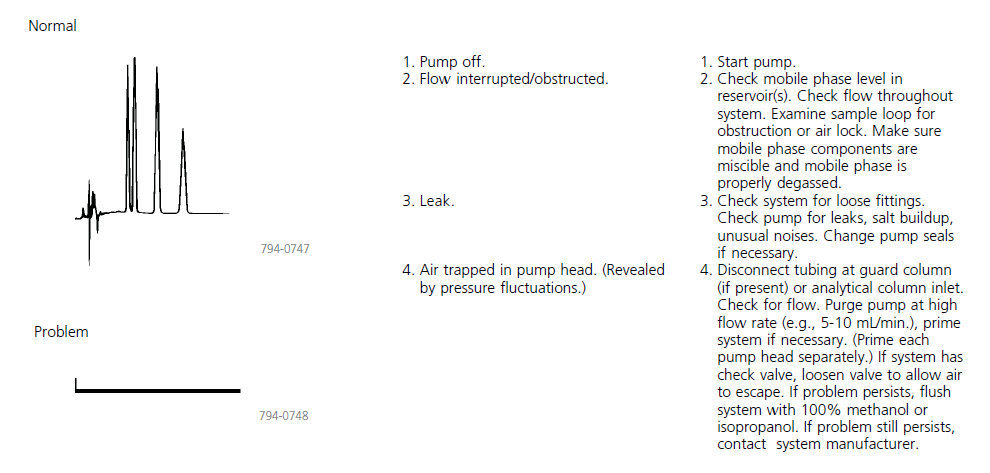 Normal
1. Pump off.
2. Flow interrupted/obstructed.
1. Start pump.
2. Check mobile phase level in
reservoir(s). Check flow throughout
system. Examine sample loop for
obstruction or air lock. Make sure
mobile phase components are
miscible and mobile phase is
properly degassed.
3. Leak.
3. Check system for loose fittings.
Check pump for leaks, salt buildup,
unusual noises. Change pump seals
if necessary.
794-0747
4. Air trapped in pump head. (Revealed
by pressure fluctuations.)
4. Disconnect tubing at guard column
(if present) or analytical column inlet.
Check for flow. Purge pump at high
flow rate (e.g., 5-10 mL/min.), prime
system if necessary. (Prime each
pump head separately.) If system has
check valve, loosen valve to allow air
to escape. If problem persists, flush
system with 100% methanol or
isopropanol. If problem still persists,
contact system manufacturer.
Problem
794-0748